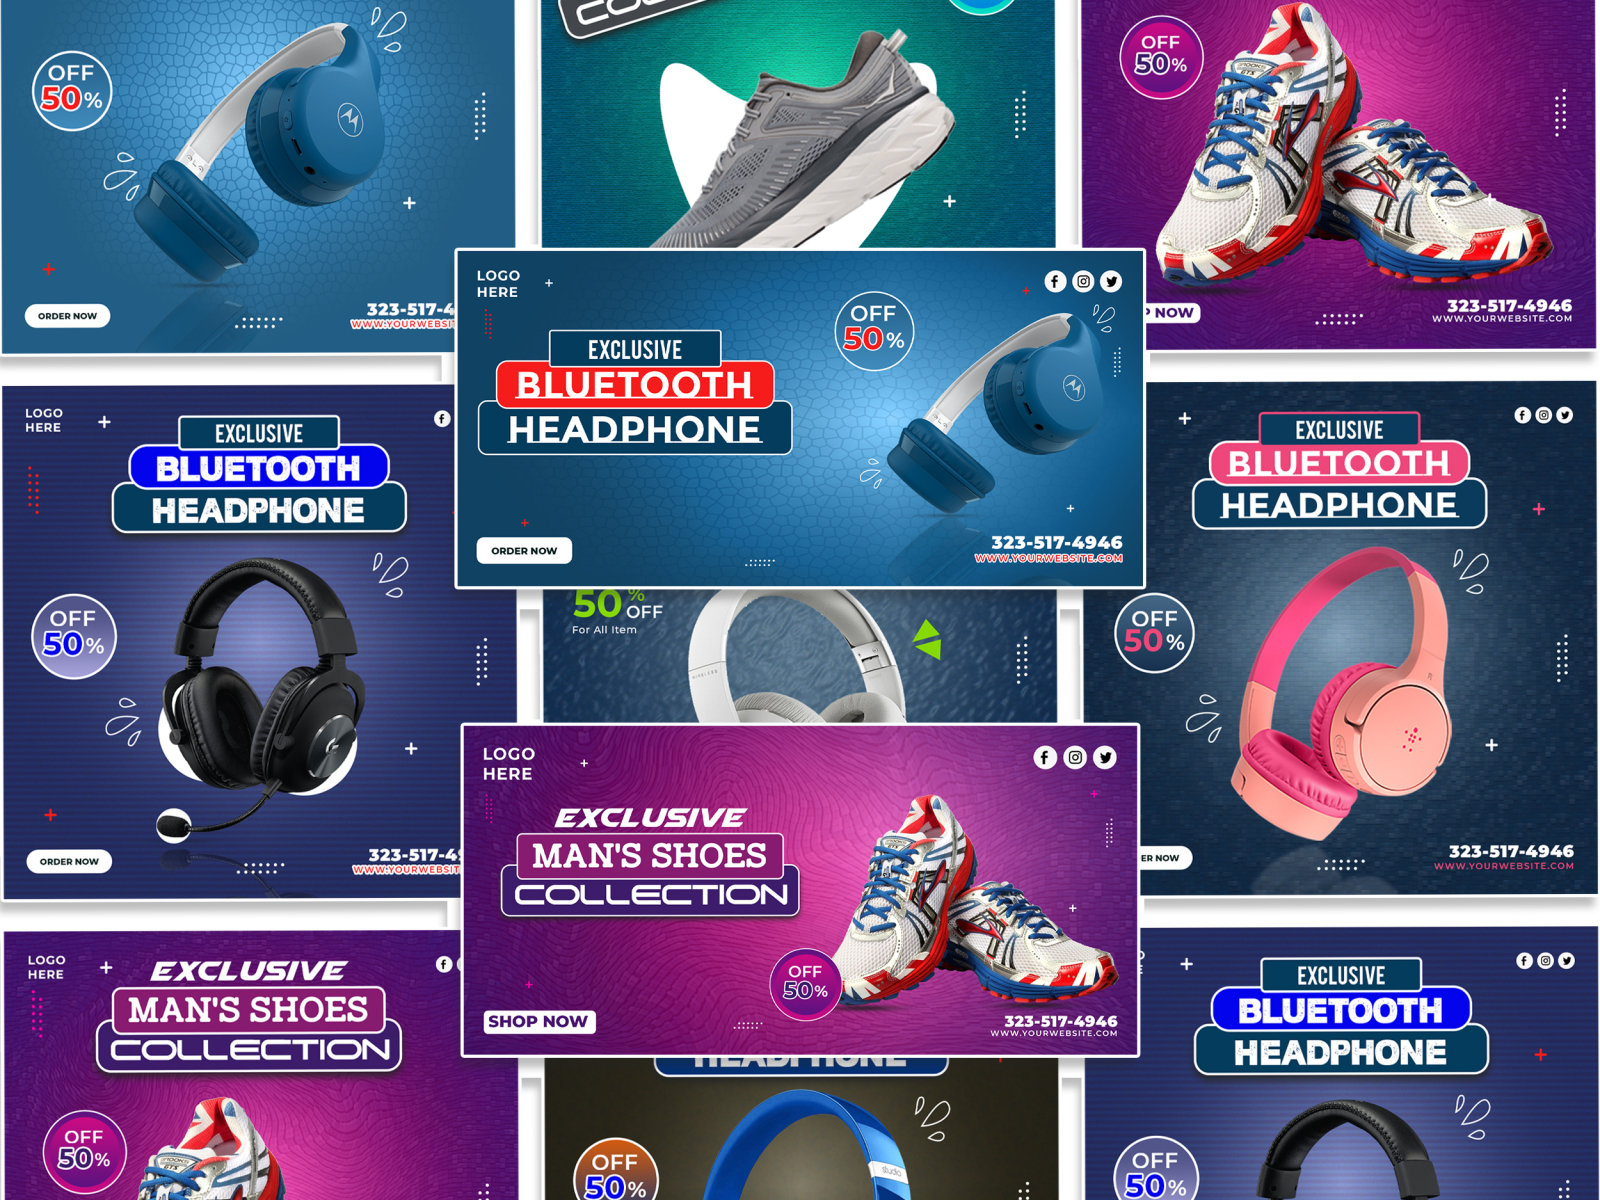 OFF
50%
ORDER NOW
323-517-4
WWW.YOURWEBSIT
OFF
50%
NOW
323-517-4946
WWW.YOURWEBSITE.COM
LOGO
HERE
EXCLUSIVE
BLUETOOTH
HEADPHONE
OFF
50%
ORDER NOW
323-517-4946
WWW.YOURWEBSITE.COM
LOGO
HERE
EXCLUSIVE
BLUETOOTH
HEADPHONE
OFF
50%
ORDER NOW
323-517-4
WWW.YOURWEBSIT
50% OFF
For All Item
WIRELESS
EXCLUSIVE
BLUETOOTH
HEADPHONE
OFF
50%
ER NOW
323-517-4946
WWW.YOURWEBSITE.COM
LOGO
HERE
EXCLUSIVE
MAN'S SHOES
COLLECTION
OFF
50%
SHOP NOW
323-517-4946
WWW.YOURWEBSITE.COM
LOGO
HERE
EXCLUSIVE
MAN'S SHOES
COLLECTION
OFF
50%
HEADPHONE
studio
OFF
50%
EXCLUSIVE
BLUETOOTH
HEADPHONE
OFF
50%